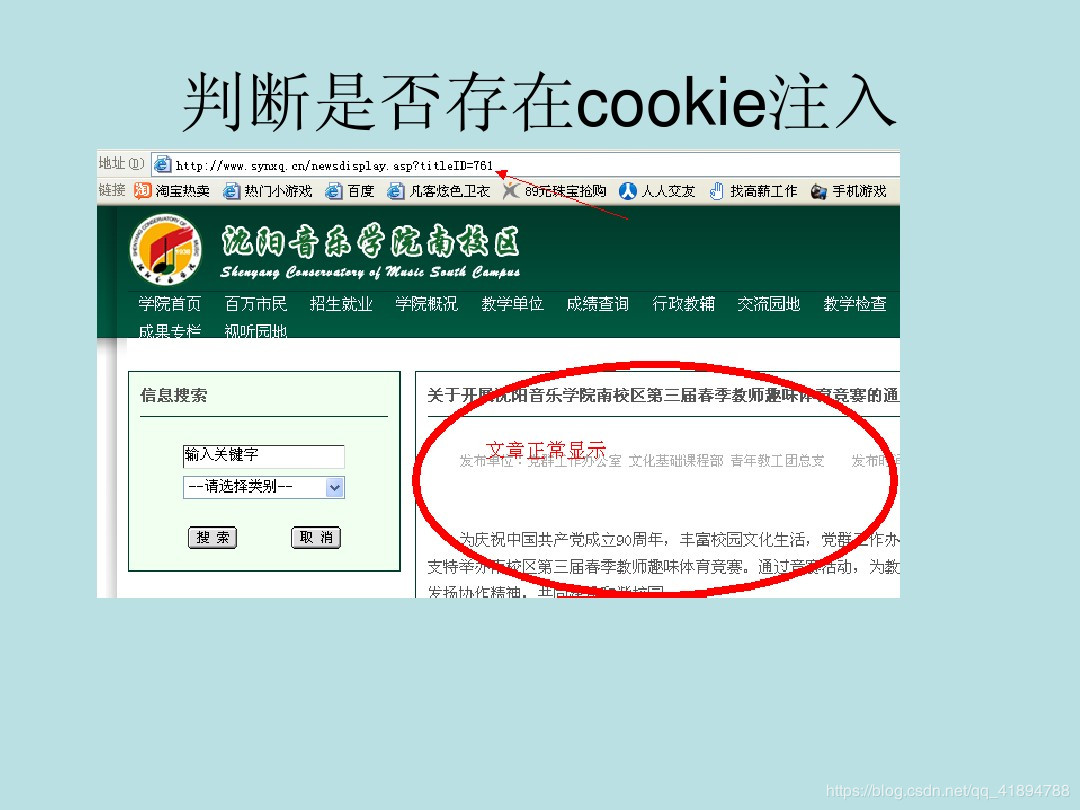 判断是否存在cookie注入
地址(D) http://www.symxq.cn/newsdisplay.asp?titleID=761
链接 淘宝热卖 热门小游戏 百度 凡客炫色卫衣 89元珠宝抢购 人人交友 找高薪工作 手机游戏
沈阳音乐学院南校区
Shenyang Conservatory of Music South Campus
学院首页 百万市民 招生就业 学院概况 教学单位 成绩查询 行政教辅 交流园地 教学检查
成果专栏 视听园地
信息搜索
输入关键字
--请选择类别--
搜 索 取 消
关于开展沈阳音乐学院南校区第三届春季教师趣味体育竞赛的通
文章正常显示
发布单位：党群工作办公室 文化基础课程部 青年教工团总支 发布时
为庆祝中国共产党成立90周年，丰富校园文化生活，党群工作办
支特举办南校区第三届春季教师趣味体育竞赛。通过竞赛活动，为教
发扬协作精神，共同建设和谐校园。
https://blog.csdn.net/qq_41894788